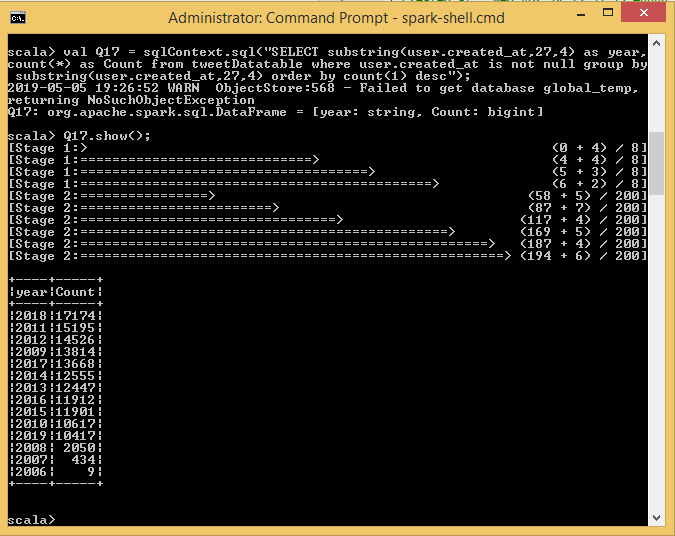 Administrator: Command Prompt - spark-shell.cmd
scala> val Q17 = sqlContext.sql("SELECT substring(user.created_at,27,4) as year,
count(*) as Count from tweetDatatable where user.created_at is not null group by
 substring(user.created_at,27,4) order by count(1) desc");
2019-05-05 19:26:52 WARN  ObjectStore:568 - Failed to get database global_temp,
returning NoSuchObjectException
Q17: org.apache.spark.sql.DataFrame = [year: string, Count: bigint]
scala> Q17.show();
[Stage 1:>                                                          (0 + 4) / 8]
[Stage 1:=============================>                             (4 + 4) / 8]
[Stage 1:====================================>                      (5 + 3) / 8]
[Stage 1:============================================>              (6 + 2) / 8]
[Stage 2:================>                                       (58 + 5) / 200]
[Stage 2:========================>                               (87 + 7) / 200]
[Stage 2:================================>                      (117 + 4) / 200]
[Stage 2:==============================================>        (169 + 5) / 200]
[Stage 2:===================================================>   (187 + 4) / 200]
[Stage 2:=====================================================> (194 + 6) / 200]
+----+-----+
|year|Count|
+----+-----+
|2018|17174|
|2011|15195|
|2012|14526|
|2009|13814|
|2017|13668|
|2014|12555|
|2013|12447|
|2016|11912|
|2015|11901|
|2010|10617|
|2019|10417|
|2008| 2050|
|2007|  434|
|2006|    9|
+----+-----+
scala>